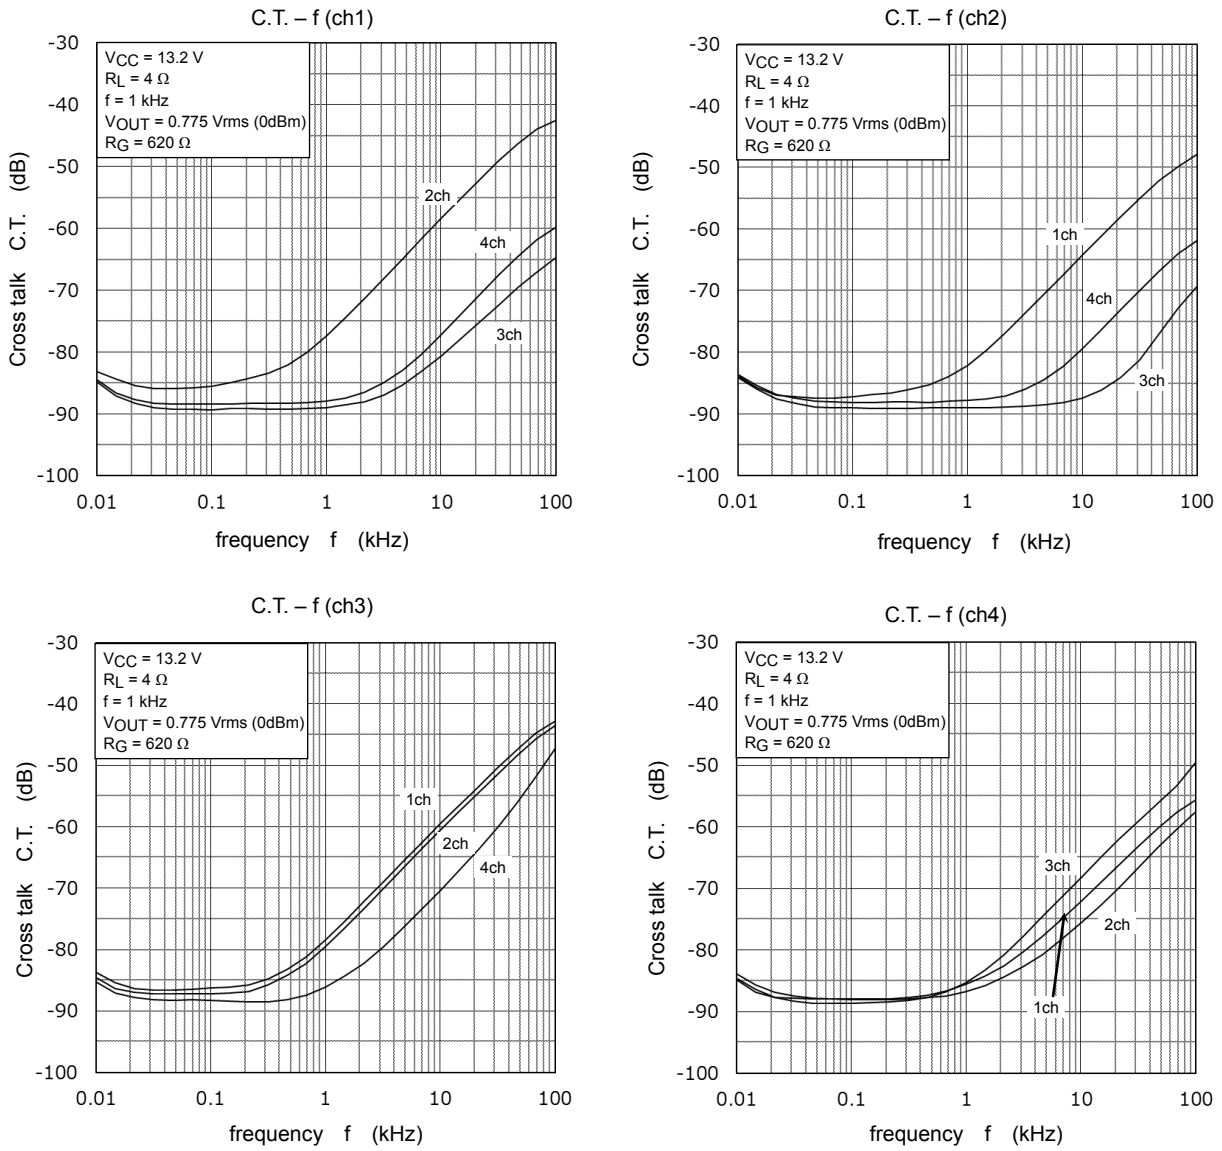 C.T. – f (ch1)
VCC = 13.2 V
RL = 4 Ω
f = 1 kHz
VOUT = 0.775 Vrms (0dBm)
RG = 620 Ω
-30
-40
-50
-60
-70
-80
-90
-100
Cross talk C.T. (dB)
2ch
4ch
3ch
0.01 0.1 1 10 100
frequency f (kHz)
C.T. – f (ch2)
VCC = 13.2 V
RL = 4 Ω
f = 1 kHz
VOUT = 0.775 Vrms (0dBm)
RG = 620 Ω
-30
-40
-50
-60
-70
-80
-90
-100
Cross talk C.T. (dB)
1ch
4ch
3ch
0.01 0.1 1 10 100
frequency f (kHz)
C.T. – f (ch3)
VCC = 13.2 V
RL = 4 Ω
f = 1 kHz
VOUT = 0.775 Vrms (0dBm)
RG = 620 Ω
-30
-40
-50
-60
-70
-80
-90
-100
Cross talk C.T. (dB)
1ch
2ch
4ch
0.01 0.1 1 10 100
frequency f (kHz)
C.T. – f (ch4)
VCC = 13.2 V
RL = 4 Ω
f = 1 kHz
VOUT = 0.775 Vrms (0dBm)
RG = 620 Ω
-30
-40
-50
-60
-70
-80
-90
-100
Cross talk C.T. (dB)
3ch
2ch
1ch
0.01 0.1 1 10 100
frequency f (kHz)